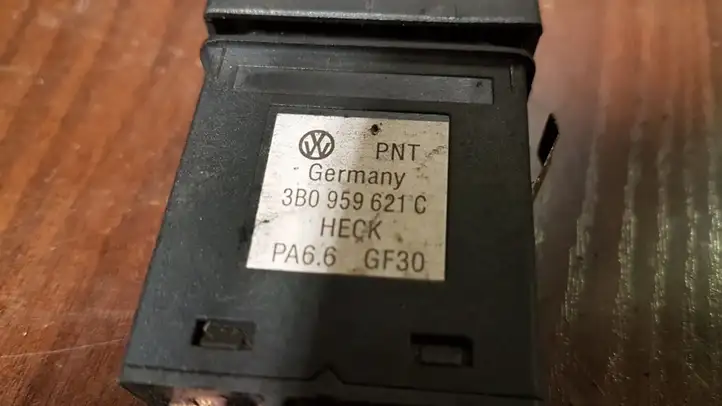 PNT
Germany
3B0 959 621 C
HECK
PA6.6 GF30